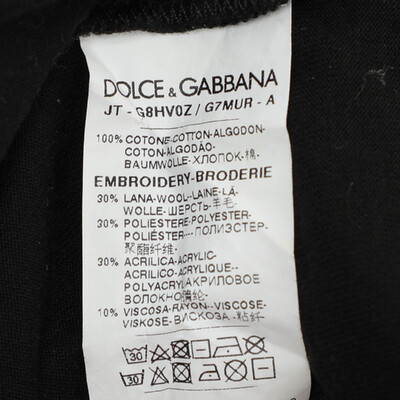 DOLCE & GABBANA
JT - G8HV0Z / G7MUR - A
100% COTONE-COTTON-ALGODON-
COTON-ALGODÃO-
BAUMWOLLE-ХЛОПОК-棉-
EMBROIDERY-BRODERIE
30% LANA-WOOL-LAINE-LÃ-
WOLLE-ШЕРСТЬ-羊毛-
30% POLIESTERE-POLYESTER-
POLIÉSTER-ПОЛИЭСТЕР-
聚酯纤维-
30% ACRILICA-ACRYLIC-
ACRILICO-ACRYLIQUE-
POLYACRYL-АКРИЛОВОЕ
ВОЛОКНО-腈纶-
10% VISCOSA-RAYON-VISCOSE-
VISKOSE-ВИСКОЗА-粘纤-
30
30